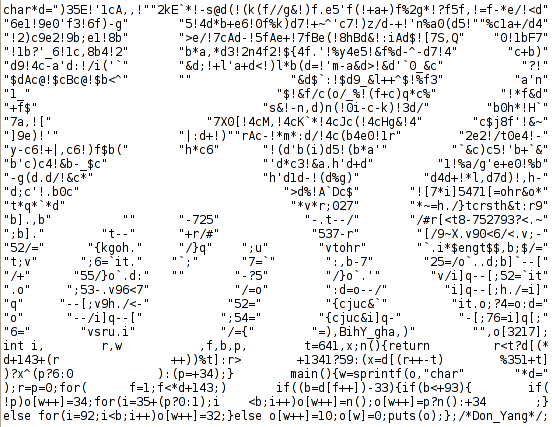 char*d=")35E!'1cA,,!""2kE`*!-s@d(!(k(f//g&!)f.e5'f(!+a+)f%2g*!?f5f,!=f-*e/!<d"
"6e1!9e0'f3!6f)-g"        "5!4d*b+e6!0f%k)d7!+~^'c7!)z/d-+!'n%a0(d5!""%c1a+/d4"
"!2)c9e2!9b;e1!8b"            ">e/!7cAd-!5fAe+!7fBe(!8hBd&!:iAd$![7S,Q"        "0!1bF7"
"!1b?'_6!1c,8b4!2"            "b*a,*d3!2n4f2!${4f.'!%y4e5!&f%d-^-d7!4"        "c+b)"
"d9!4c-a'd:!/i('`"            "&d;!+l'a+d<!)l*b(d=!'m-a&d>!&d'`0_&c"        "?!"
"$dAc@!$cBc@!$b<^"    ""            "&d$`:!$d9_&l++^$!%f3"        "a'n"
"1_"            "$!&f/c(o/_%!(f+c)q*c%"        "!*f&d"
"+f$"        "s&!-n,d)n(!0i-c-k)!3d/"        "b0h*!H`"
"7a,!["        "7X0[!4cM,!4cK`*!4cJc(!4cHg&!4"        "c$j8f'!&~"
"]9e)!'"        "|:d+!)""rAc-!*m*:d/!4c(b4e0!1r"        "2e2!/t0e4!-"
"y-c6!+|,c6!)f$b("        "h*c6"        "!(d'b(i)d5!(b*a'"        "`&c)c5!'b+`&"
"b'c)c4!&b-_$c"        "'d*c3!&a.h'd+d"        "1!%a/g'e+e0!%b"
"-g(d.d/!&c*"        "h'd1d-!(h%g)d"        "d4d+!*l,d7d)!,h-"
"d;c'!.b0c"        ">d%!A`Dc$"        "![7*i]5471[=ohr&o*"
"t*q*`*d"        "*v*r;027"        "*~=h./}tcrsth&t:r9"
"b].,b"        ""        "-725"        "-.t--/"        "/#r[<t8-752793?<.~"
";b]."    "t--"        "+r/#"        "537-r"        "[/9~X.v90<6/<.v;-"
"52/="    "{kgoh."    "/}q"    ";u"        "vtohr"        "`.i*$engt$$,b;$/="
"t;v"        ";6=`it."    "`;"    "7=`"        ":,b-7"        "25=/o`..d;b]`--["
"/+"        "55/}o`.d:"    ""        "-?5"        "/}o`.'"        "v/i]q--[;52=`it"
".o"        ";53-.v96<7"        "/=o"        ":d=o--/"        "i]q--[;h./=i]"
"q"        "--[;v9h./<-"        "52="        "{cjuc&`"        "it.o;?4=o:d="
"o"        "--/i]q--["        ";54="        "{cjuc&i]q-"        "-[;76=i]q[;"
"6="        "vsru.i"            "/={"        "=),BihY_gha,)"        "",o[3217];
int i,        r,w        ,f,b,p,        t=641,x;n(){return        r<t?d[(*
d+143+(r                ++))%t]:r>        +1341?59:(x=d[(r++-t)        %351+t]
)?x^(p?6:0        ):(p=+34);}        main(){w=sprintf(o,"char        "*d=");r=p=0;for(        f=1;f<*d+143;)        if((b=d[f++])-33){if(b<+93){        if(
!p)o[w++]=34;for(i=35+(p?0:1);i        <b;i++)o[w++]=n();o[w++]=p?n():+34        ;}
else for(i=92;i<b;i++)o[w++]=32;}else o[w++]=10;o[w]=0;puts(o);};/*Don_Yang*/;